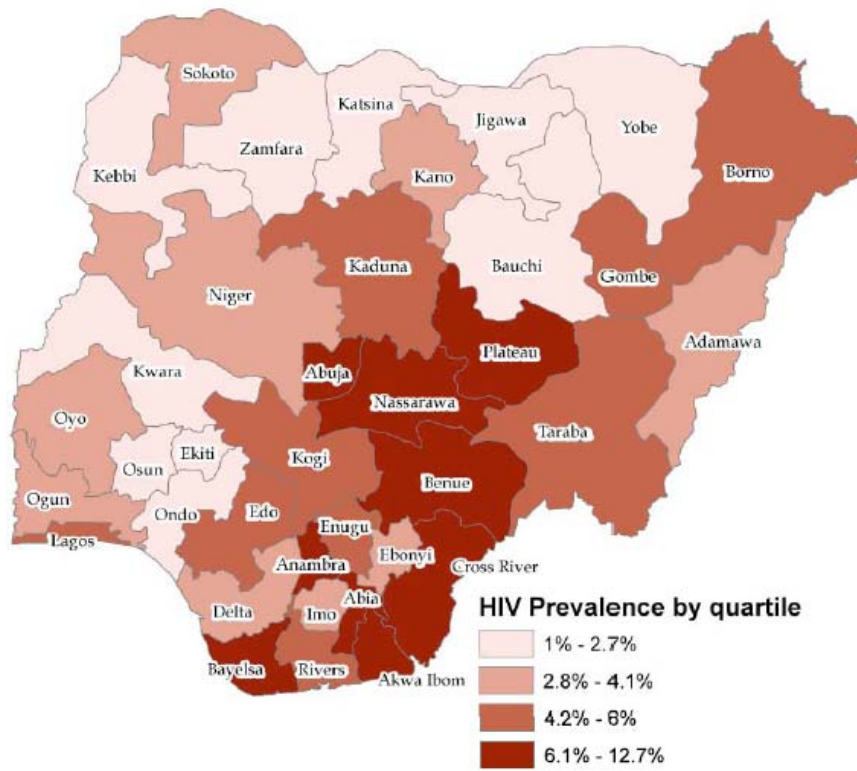 Sokoto
Katsina
Jigawa
Yobe
Zamfara
Kebbi
Kano
Borno
Kaduna
Bauchi
Gombe
Niger
Adamawa
Plateau
Abuja
Kwara
Nassarawa
Oyo
Taraba
Osun
Ekiti
Kogi
Benue
Ogun
Ondo
Edo
Enugu
Lagos
Anambra
Ebonyi
Cross River
Delta
Imo
Abia
Bayelsa
Rivers
Akwa Ibom
HIV Prevalence by quartile
1% - 2.7%
2.8% - 4.1%
4.2% - 6%
6.1% - 12.7%